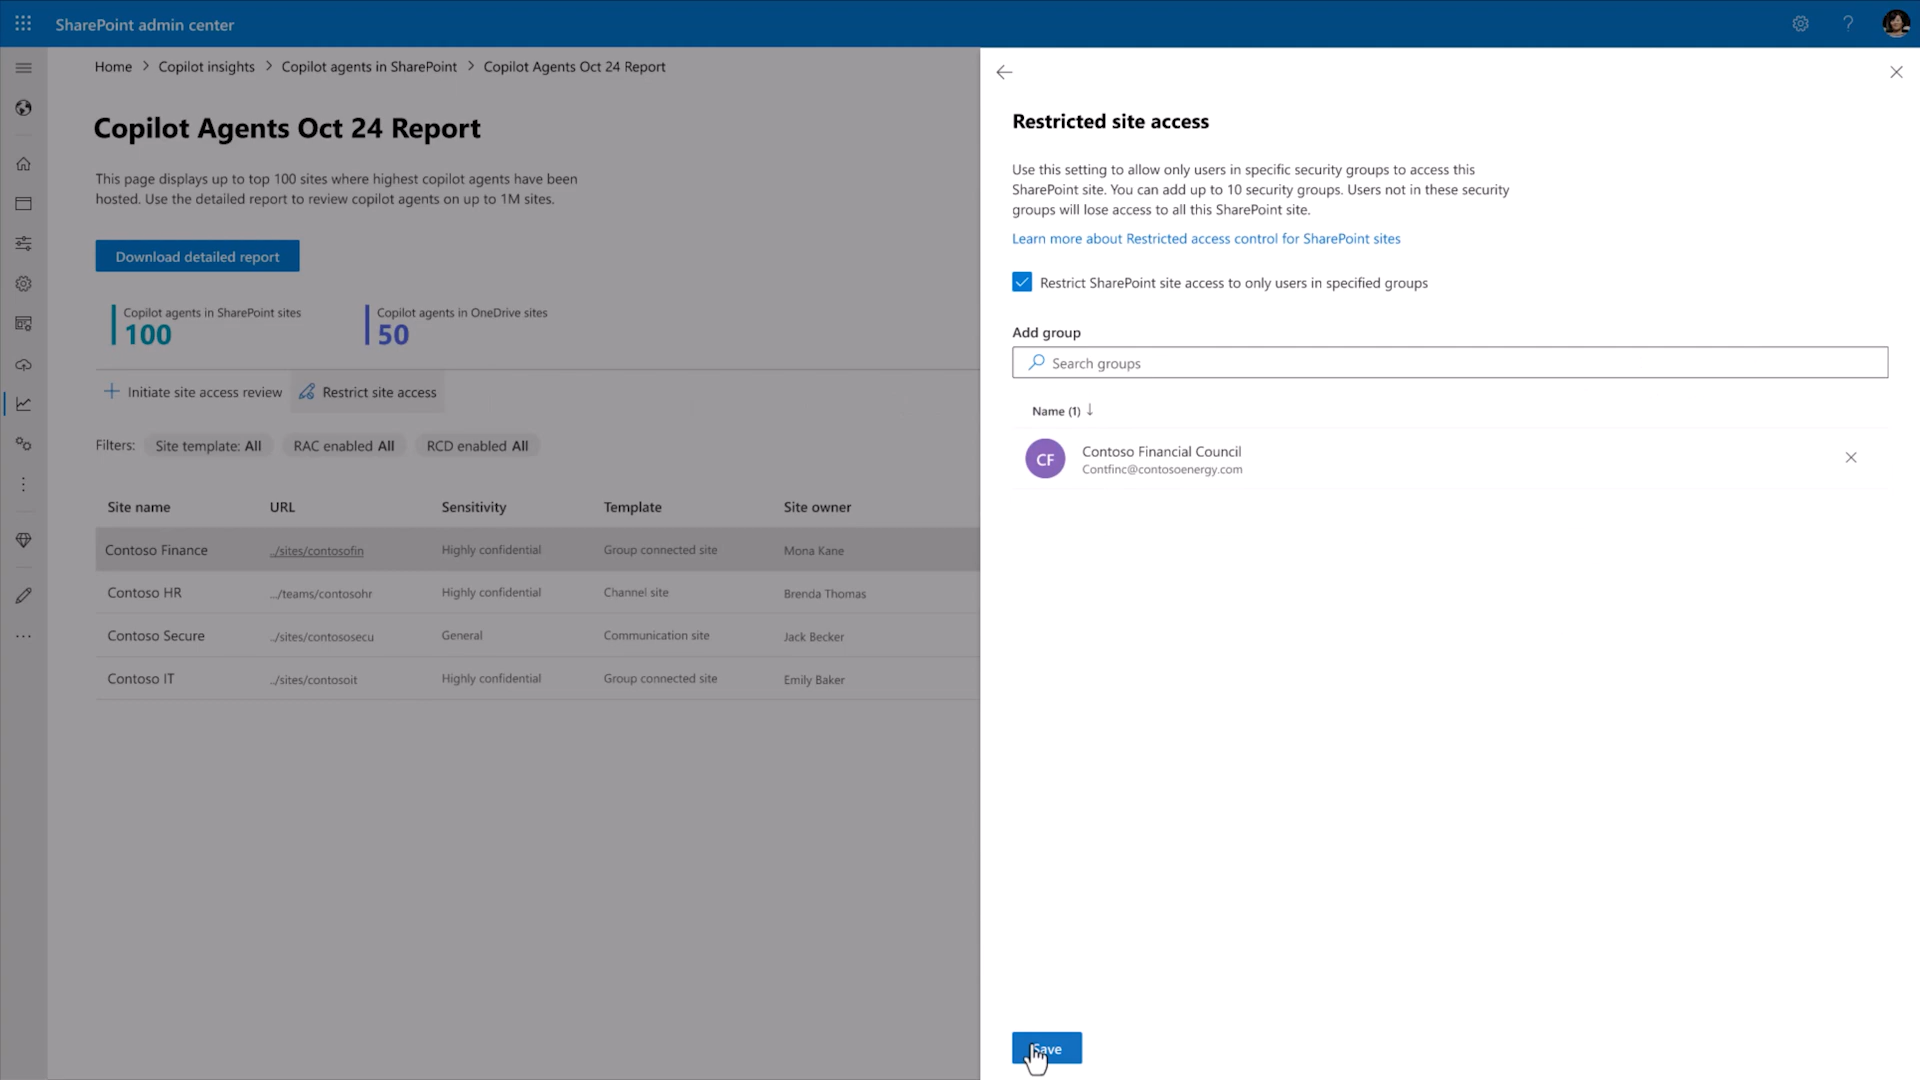 SharePoint admin center
Home > Copilot insights > Copilot agents in SharePoint > Copilot Agents Oct 24 Report
Copilot Agents Oct 24 Report
This page displays up to top 100 sites where highest copilot agents have been
hosted. Use the detailed report to review copilot agents on up to 1M sites.
Download detailed report
Copilot agents in SharePoint sites
100
Copilot agents in OneDrive sites
50
Initiate site access review
Restrict site access
Filters: Site template: All RAC enabled All RCD enabled All
Site name URL Sensitivity Template Site owner
Contoso Finance ../sites/contosofin Highly confidential Group connected site Mona Kane
Contoso HR .../teams/contosohr Highly confidential Channel site Brenda Thomas
Contoso Secure ../sites/contososecu General Communication site Jack Becker
Contoso IT ../sites/contosoit Highly confidential Group connected site Emily Baker
Restricted site access
Use this setting to allow only users in specific security groups to access this
SharePoint site. You can add up to 10 security groups. Users not in these security
groups will lose access to all this SharePoint site.
Learn more about Restricted access control for SharePoint sites
Restrict SharePoint site access to only users in specified groups
Add group
Search groups
Name (1) ↓
CF
Contoso Financial Council
Contfinc@contosoenergy.com
Save